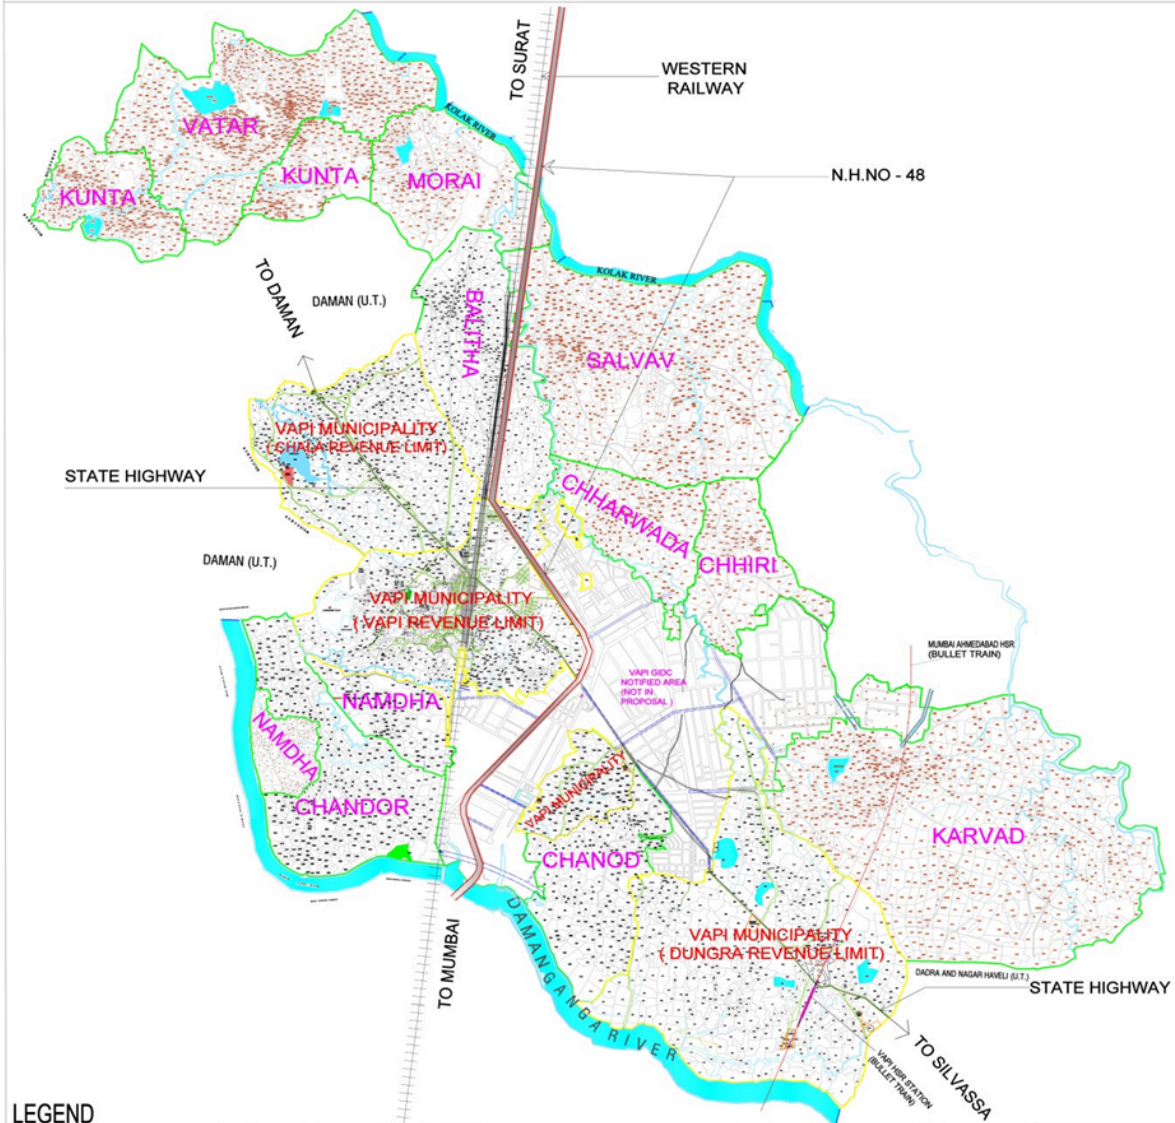 TO SURAT
WESTERN
RAILWAY
KOLAK RIVER
VATAR
KUNTA
KUNTA
MORAI
N.H.NO - 48
TO DAMAN
DAMAN (U.T.)
BALITHA
KOLAK RIVER
SALVAV
VAPI MUNICIPALITY
( CHALA REVENUE LIMIT)
STATE HIGHWAY
CHHARWADA
CHHIRI
DAMAN (U.T.)
VAPI MUNICIPALITY
( VAPI REVENUE LIMIT)
MUMBAI AHMEDABAD HSR
(BULLET TRAIN)
VAPI GIDC
NOTIFIED AREA
(NOT IN
PROPOSAL )
NAMDHA
NAMDHA
CHANDOR
VAPI MUNICIPALITY
CHANOD
KARVAD
VAPI MUNICIPALITY
( DUNGRA REVENUE LIMIT)
TO MUMBAI
DAMANGANGA RIVER
DADRA AND NAGAR HAVELI (U.T.)
STATE HIGHWAY
VAPI HSR STATION
(BULLET TRAIN)
TO SILVASSA
LEGEND